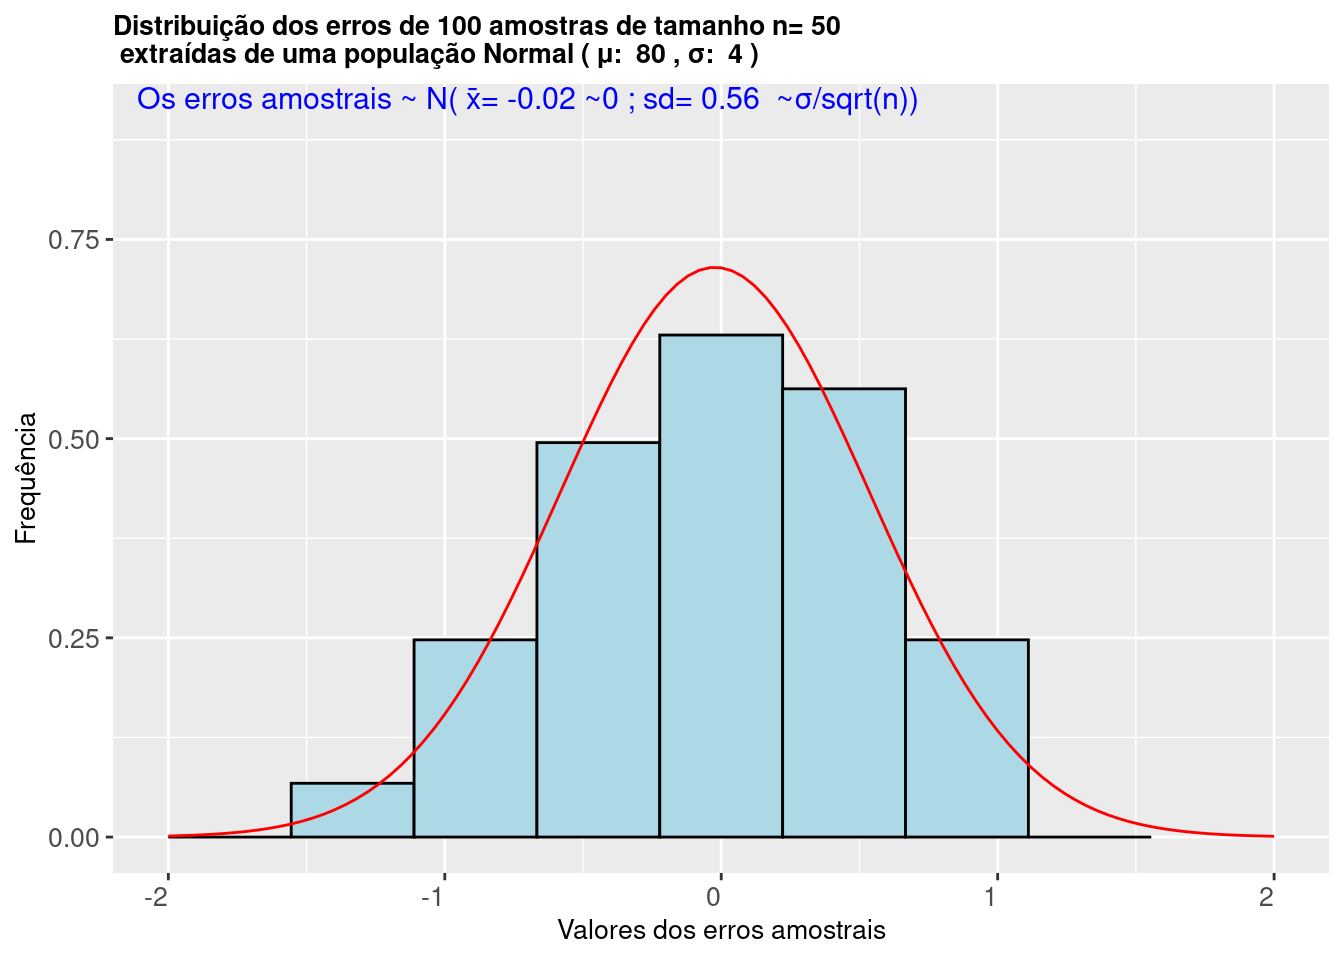 Distribuição dos erros de 100 amostras de tamanho n= 50
extraídas de uma população Normal ( μ:  80 , σ:  4 )
Os erros amostrais ~ N( x̄= -0.02 ~0 ; sd= 0.56  ~σ/sqrt(n))
0.75
0.50
0.25
0.00
Frequência
-2
-1
0
1
2
Valores dos erros amostrais